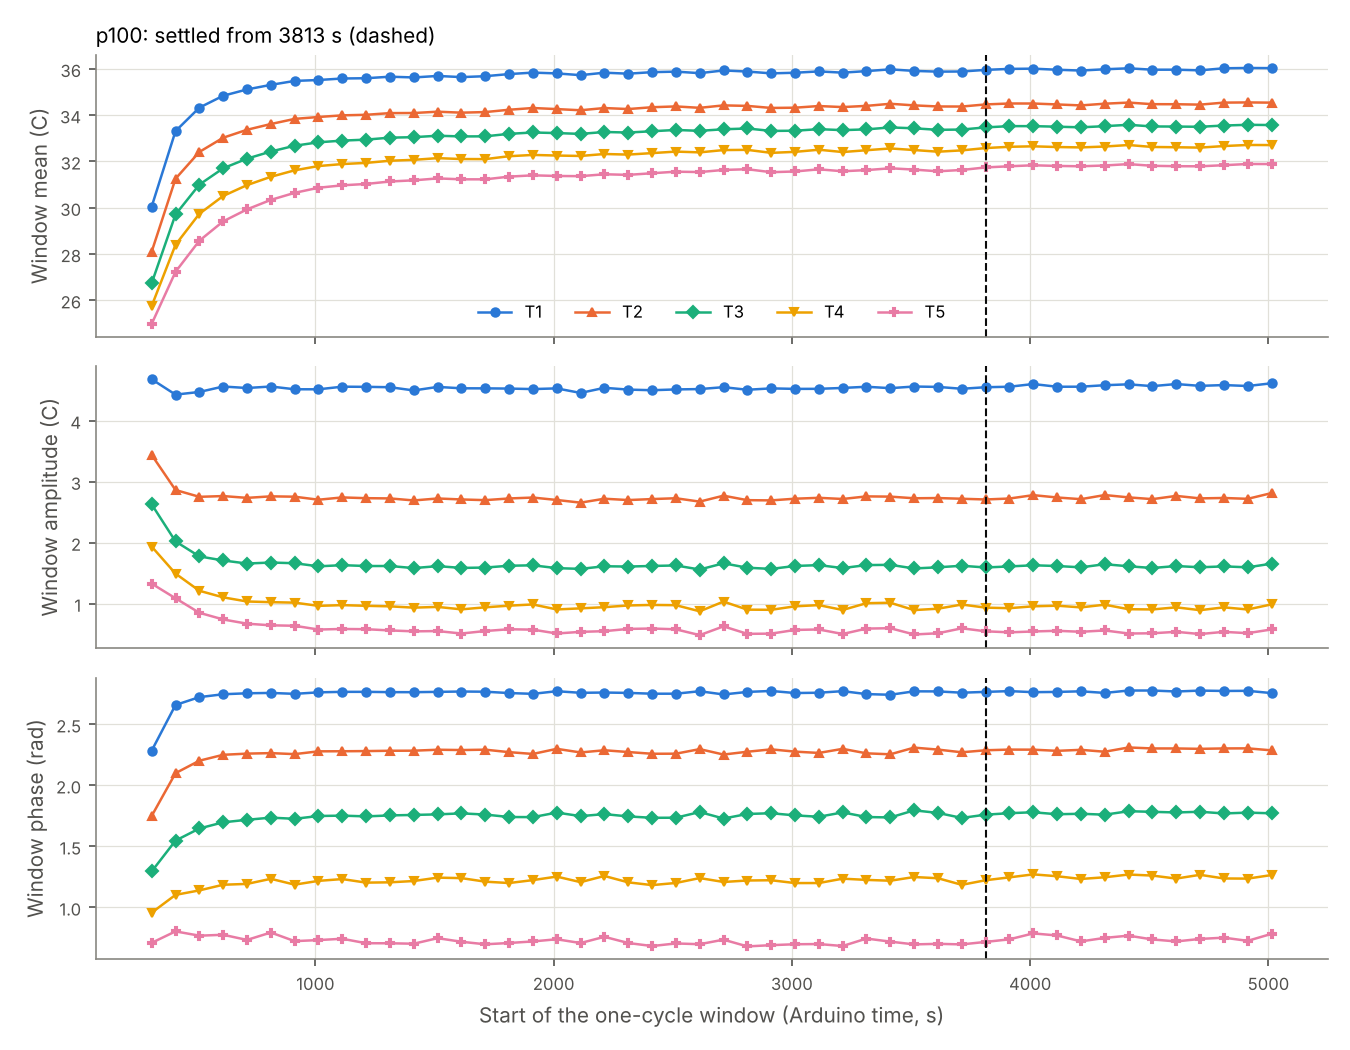 p100: settled from 3813 s (dashed)
Window mean (C)
36
34
32
30
28
26
T1 T2 T3 T4 T5
Window amplitude (C)
4
3
2
1
Window phase (rad)
2.5
2.0
1.5
1.0
1000 2000 3000 4000 5000
Start of the one-cycle window (Arduino time, s)